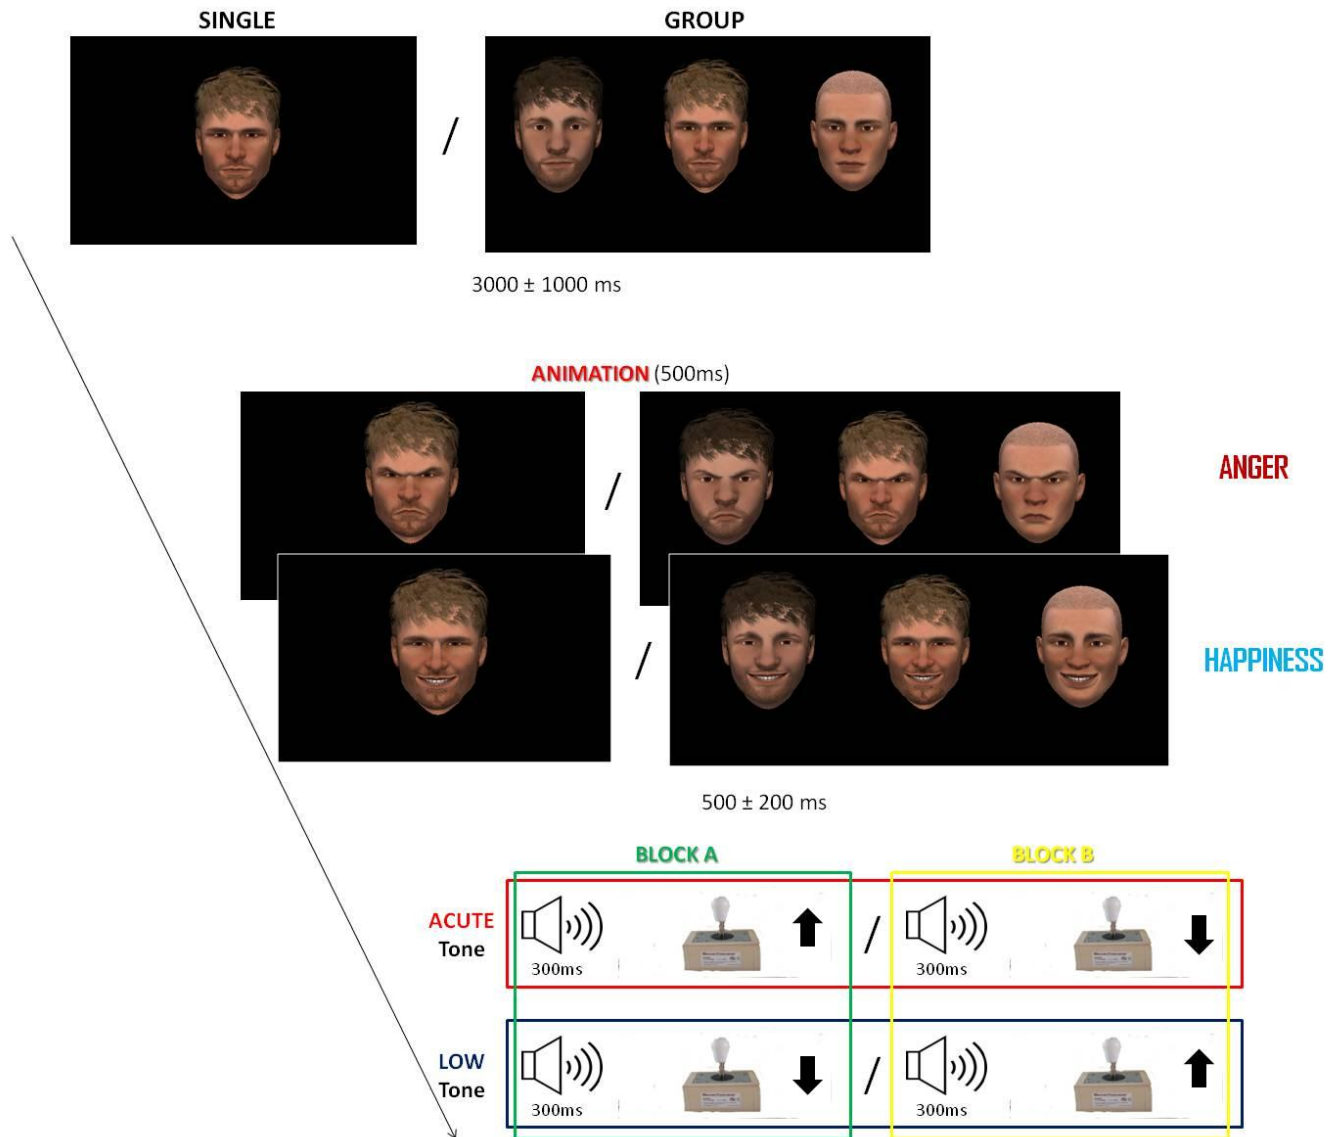 SINGLE
GROUP
/
3000 ± 1000 ms
ANIMATION (500ms)
/
ANGER
/
HAPPINESS
500 ± 200 ms
BLOCK A
BLOCK B
ACUTE
Tone
300ms
/
300ms
LOW
Tone
300ms
/
300ms